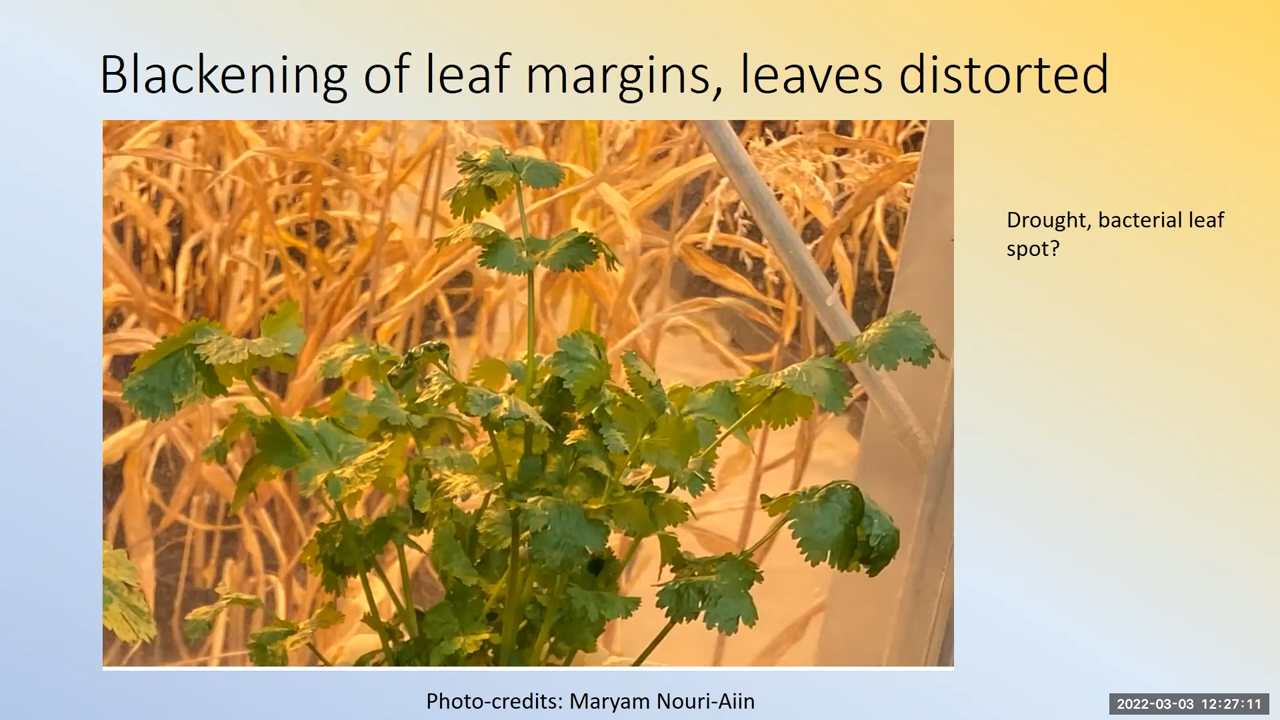 Blackening of leaf margins, leaves distorted
Drought, bacterial leaf
spot?
Photo-credits: Maryam Nouri-Aiin
2022-03-03 12:27:11